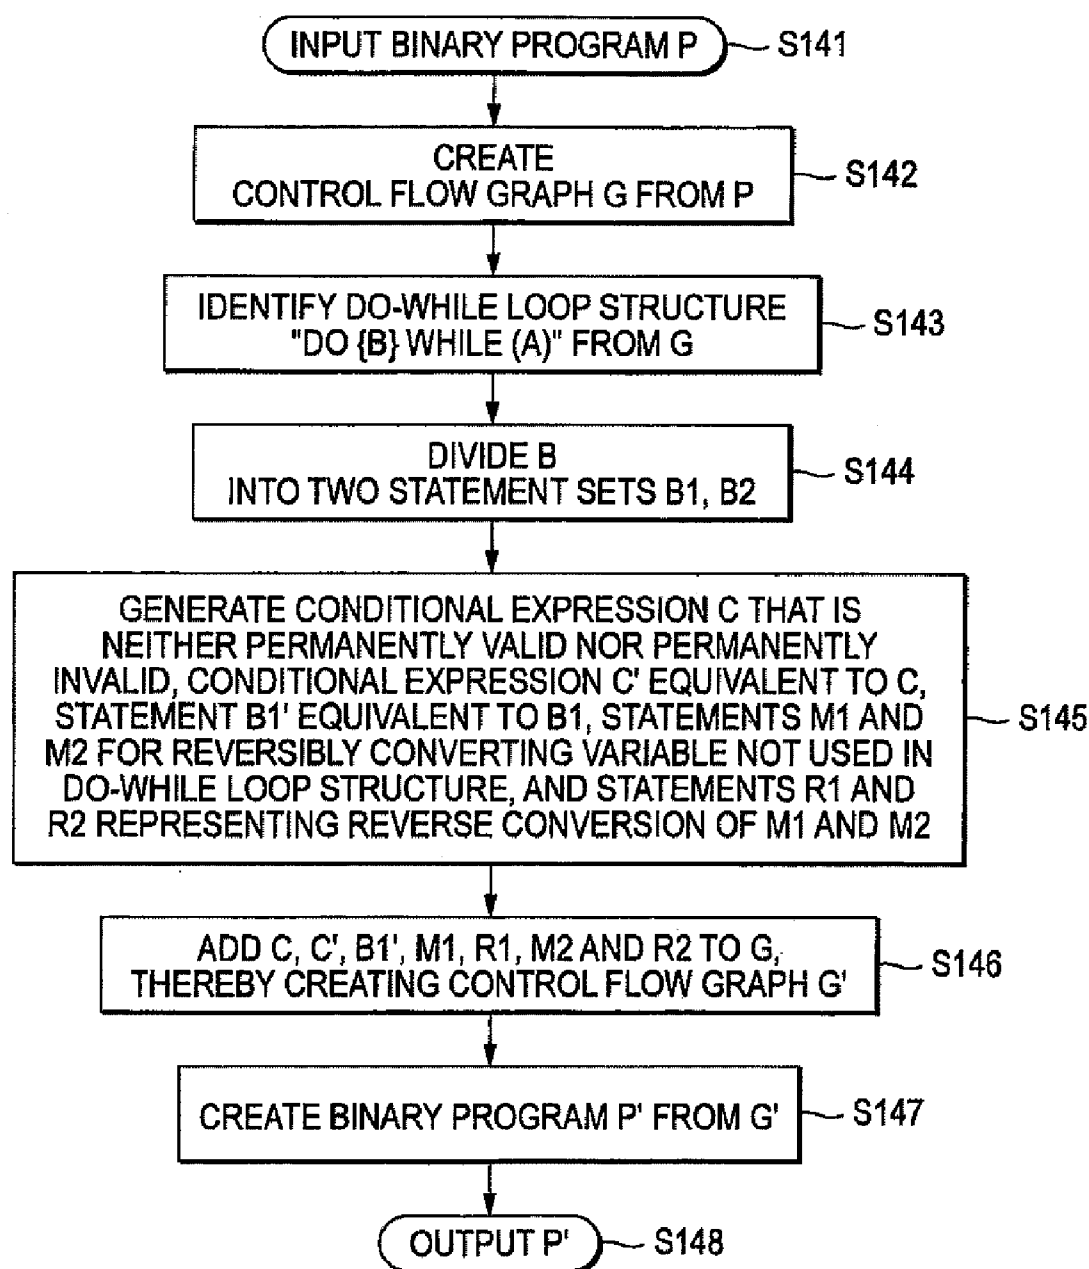 INPUT BINARY PROGRAM P
S141
CREATE
CONTROL FLOW GRAPH G FROM P
S142
IDENTIFY DO-WHILE LOOP STRUCTURE
"DO {B} WHILE (A)" FROM G
S143
DIVIDE B
INTO TWO STATEMENT SETS B1, B2
S144
GENERATE CONDITIONAL EXPRESSION C THAT IS
NEITHER PERMANENTLY VALID NOR PERMANENTLY
INVALID, CONDITIONAL EXPRESSION C' EQUIVALENT TO C,
STATEMENT B1' EQUIVALENT TO B1, STATEMENTS M1 AND
M2 FOR REVERSIBLY CONVERTING VARIABLE NOT USED IN
DO-WHILE LOOP STRUCTURE, AND STATEMENTS R1 AND
R2 REPRESENTING REVERSE CONVERSION OF M1 AND M2
S145
ADD C, C', B1', M1, R1, M2 AND R2 TO G,
THEREBY CREATING CONTROL FLOW GRAPH G'
S146
CREATE BINARY PROGRAM P' FROM G'
S147
OUTPUT P'
S148